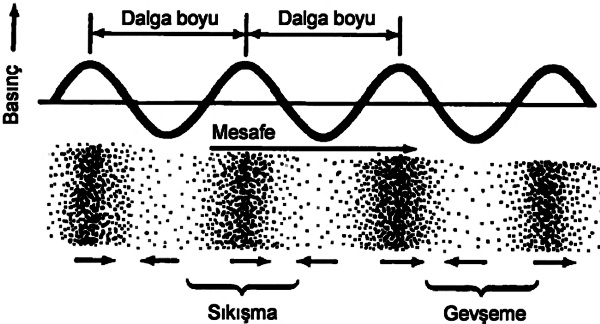 Dalga boyu
Dalga boyu
Basınç
Mesafe
Sıkışma
Gevşeme